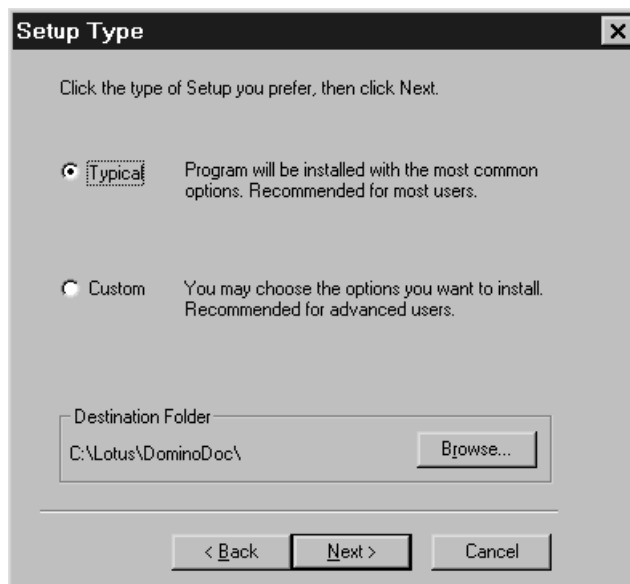 Setup Type
Click the type of Setup you prefer, then click Next.
Typical
Program will be installed with the most common
options. Recommended for most users.
Custom
You may choose the options you want to install.
Recommended for advanced users.
Destination Folder
C:\Lotus\DominoDoc\
Browse...
< Back
Next >
Cancel